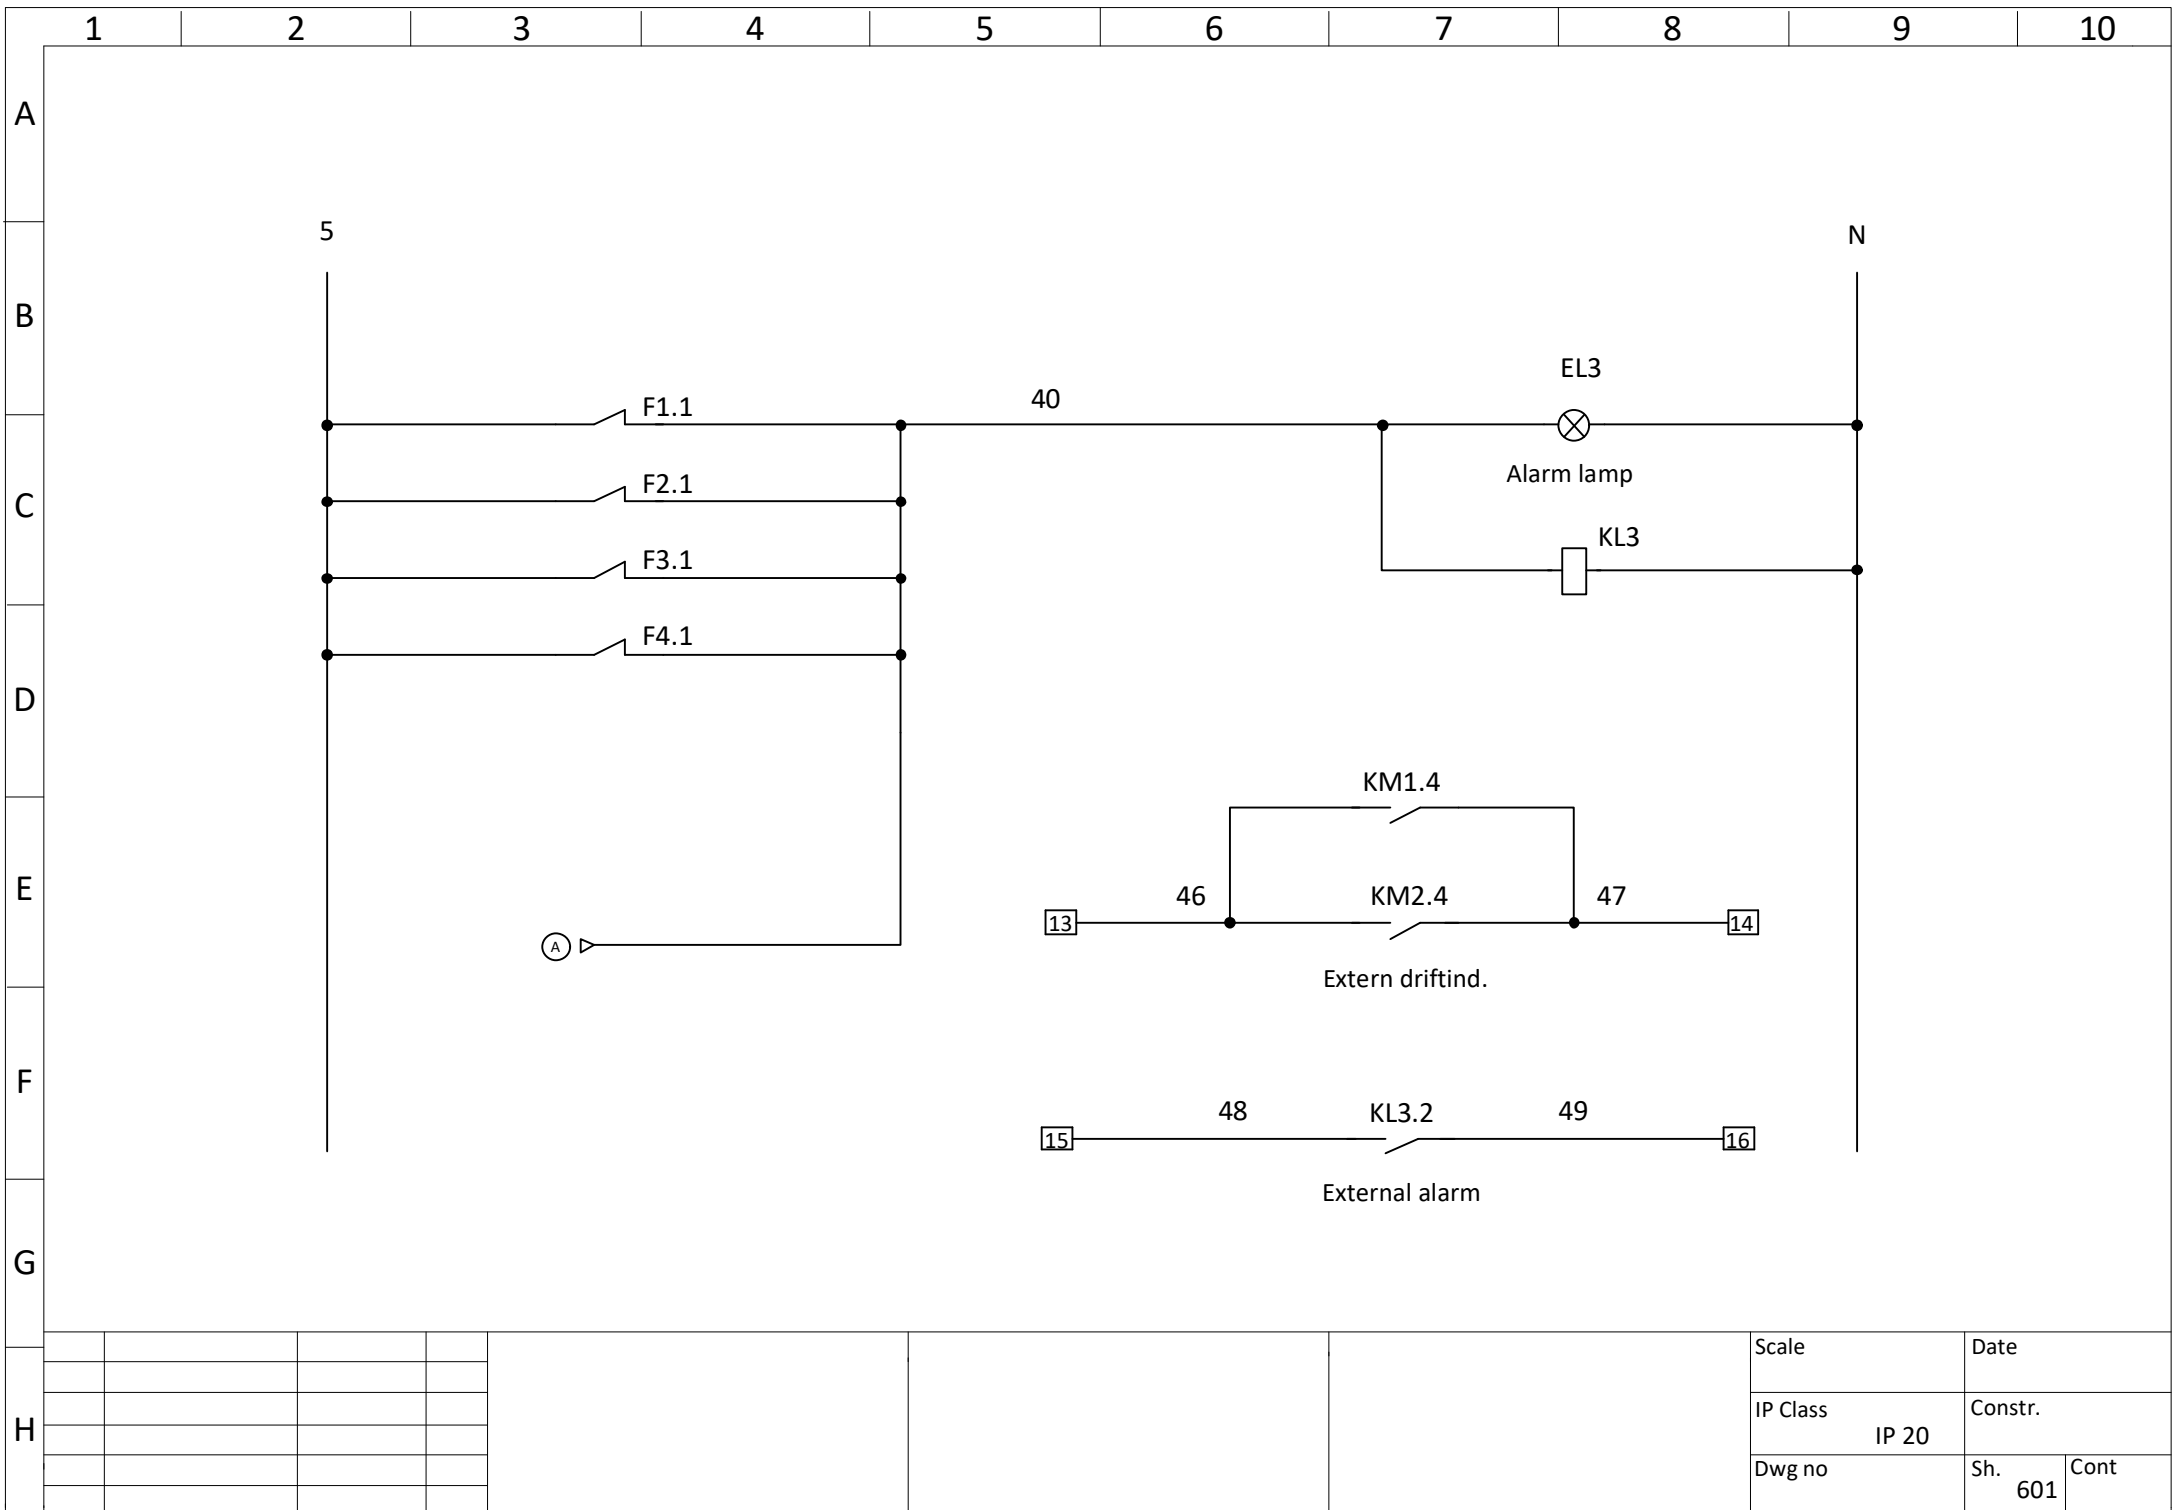 1 2 3 4 5 6 7 8 9 10
A
5 N
B
EL3
F1.1 40
Alarm lamp
F2.1
C
KL3
F3.1
F4.1
D
KM1.4
E
46 KM2.4 47
13 14
A
Extern driftind.
F
48 KL3.2 49
15 16
External alarm
G
Scale Date
H
IP Class Constr.
IP 20
Dwg no Sh. Cont
601